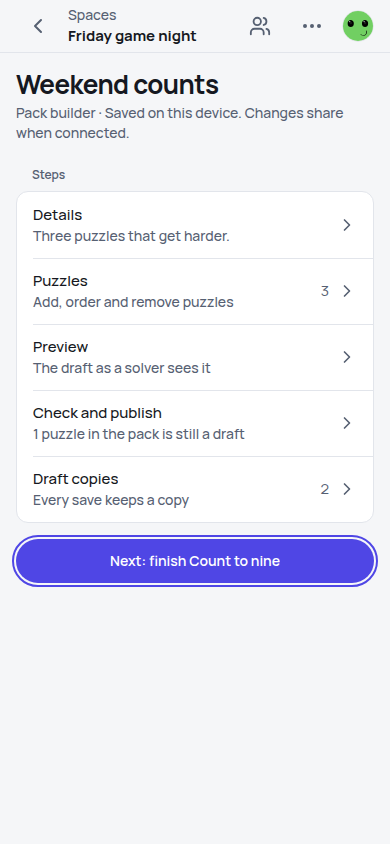 Spaces
Friday game night
Weekend counts
Pack builder · Saved on this device. Changes share
when connected.
Steps
Details
Three puzzles that get harder.
Puzzles
Add, order and remove puzzles
3
Preview
The draft as a solver sees it
Check and publish
1 puzzle in the pack is still a draft
Draft copies
Every save keeps a copy
2
Next: finish Count to nine